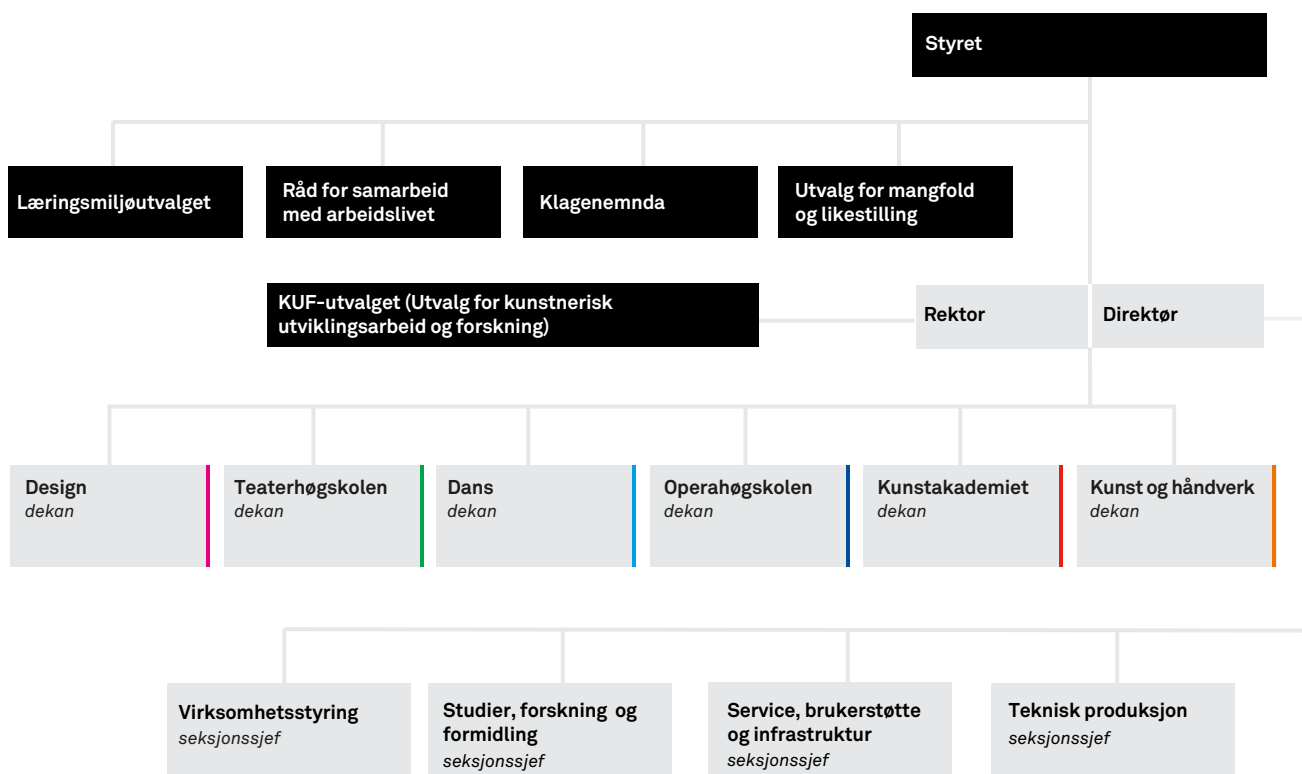 Styret
Læringsmiljøutvalget
Råd for samarbeid
med arbeidslivet
Klagenemnda
Utvalg for mangfold
og likestilling
KUF-utvalget (Utvalg for kunstnerisk
utviklingsarbeid og forskning)
Rektor
Direktør
Design
dekan
Teaterhøgskolen
dekan
Dans
dekan
Operahøgskolen
dekan
Kunstakademiet
dekan
Kunst og håndverk
dekan
Virksomhetsstyring
seksjonssjef
Studier, forskning og
formidling
seksjonssjef
Service, brukerstøtte
og infrastruktur
seksjonssjef
Teknisk produksjon
seksjonssjef